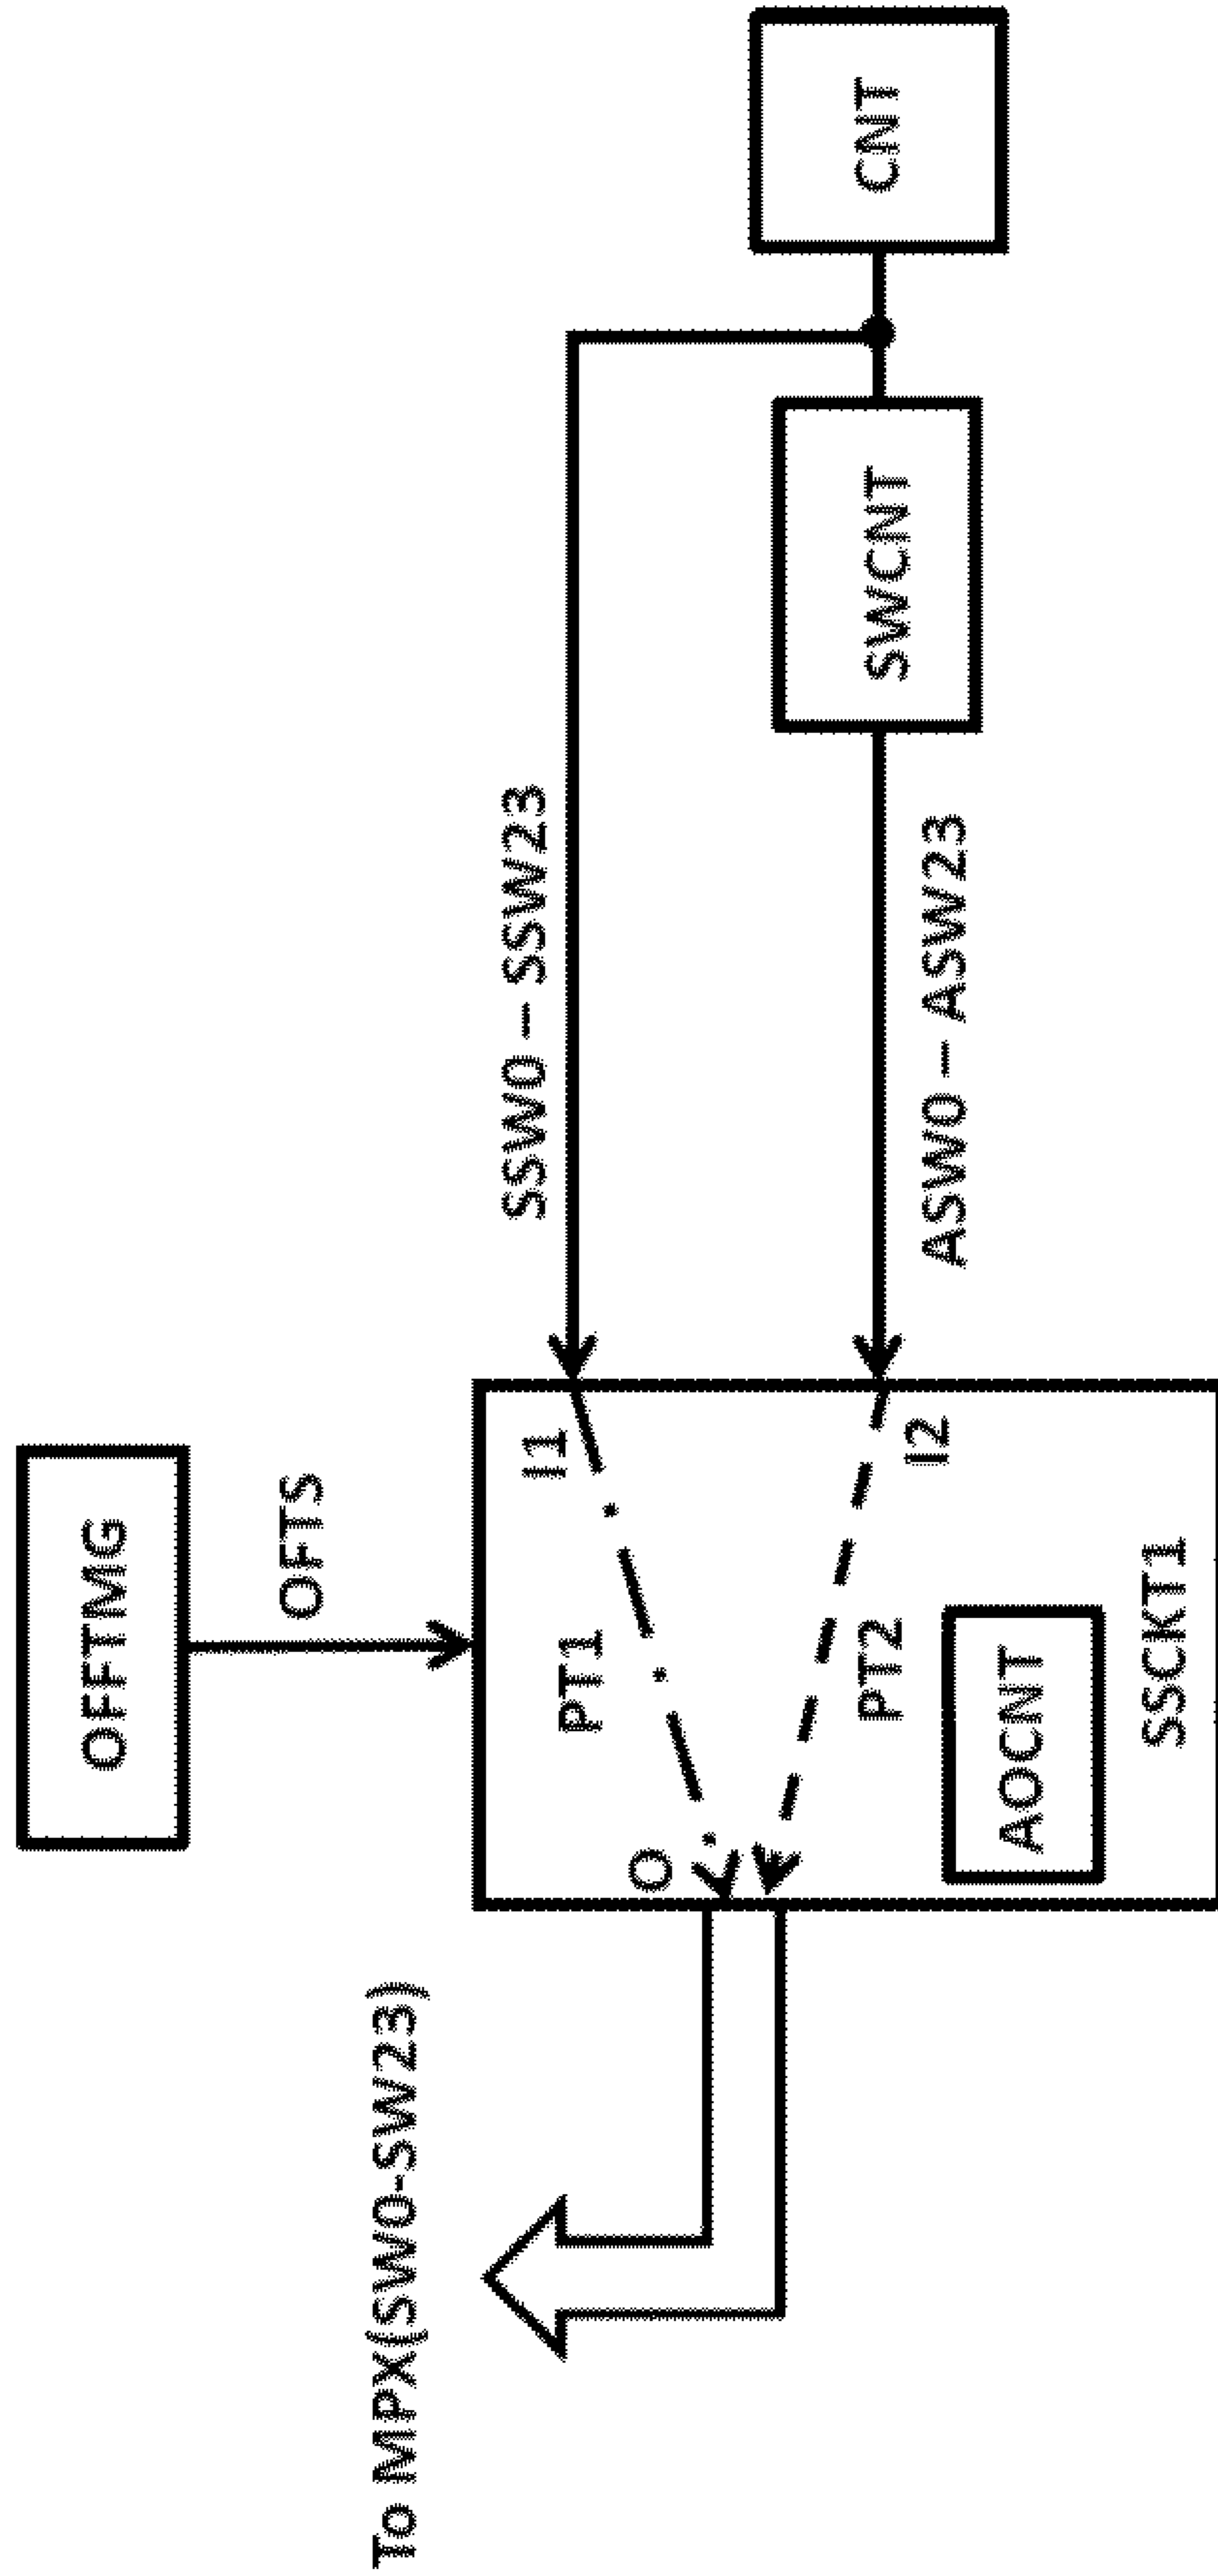 OFFTMG
OFTS
To MPX(SW0-SW23)
O
I1
PT1
SSW0 – SSW23
PT2
I2
AOCNT
SSCKT1
ASW0 – ASW23
SWCNT
CNT